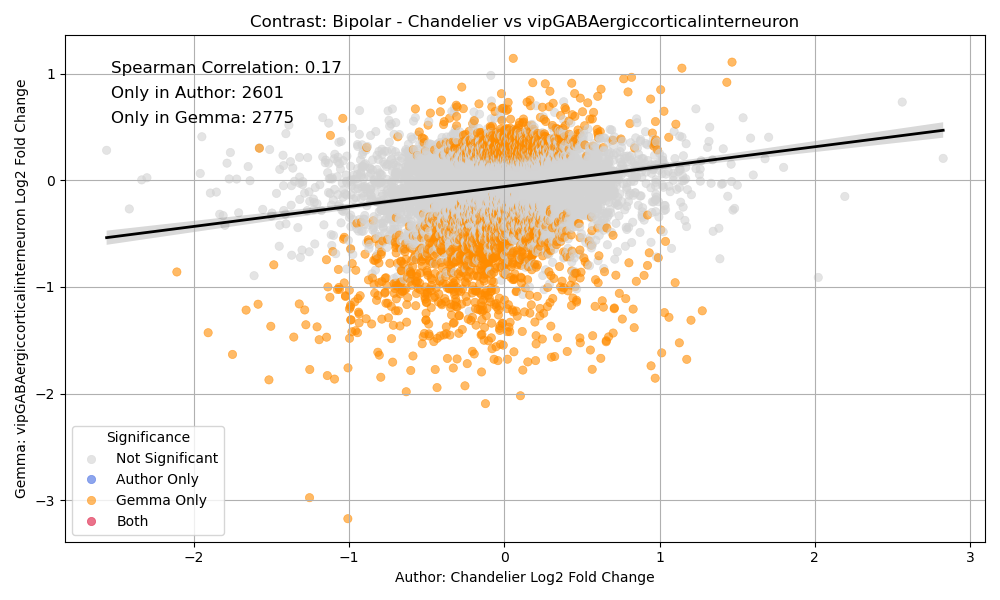 Contrast: Bipolar - Chandelier vs vipGABAergiccorticalinterneuron
Spearman Correlation: 0.17
Only in Author: 2601
Only in Gemma: 2775
Gemma: vipGABAergiccorticalinterneuron Log2 Fold Change
1
0
−1
−2
−3
Significance
Not Significant
Author Only
Gemma Only
Both
−2
−1
0
1
2
3
Author: Chandelier Log2 Fold Change